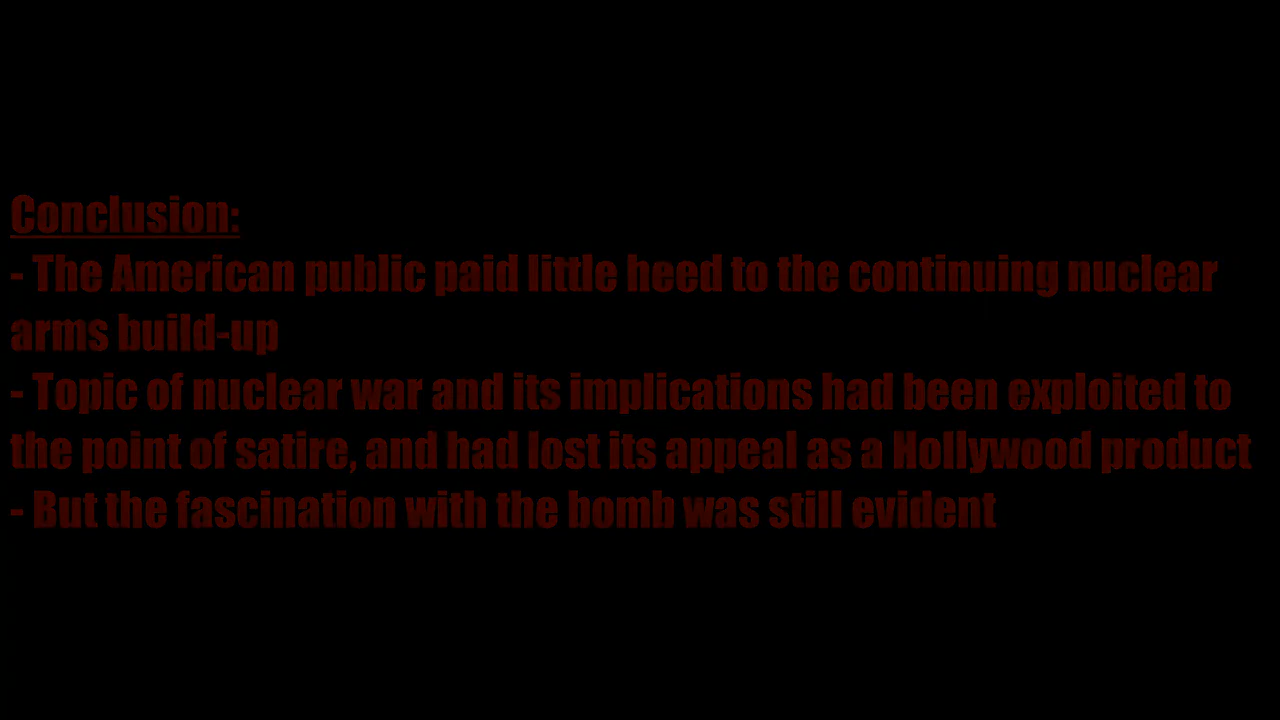 Conclusion:
- The American public paid little heed to the continuing nuclear
arms build-up
- Topic of nuclear war and its implications had been exploited to
the point of satire, and had lost its appeal as a Hollywood product
- But the fascination with the bomb was still evident